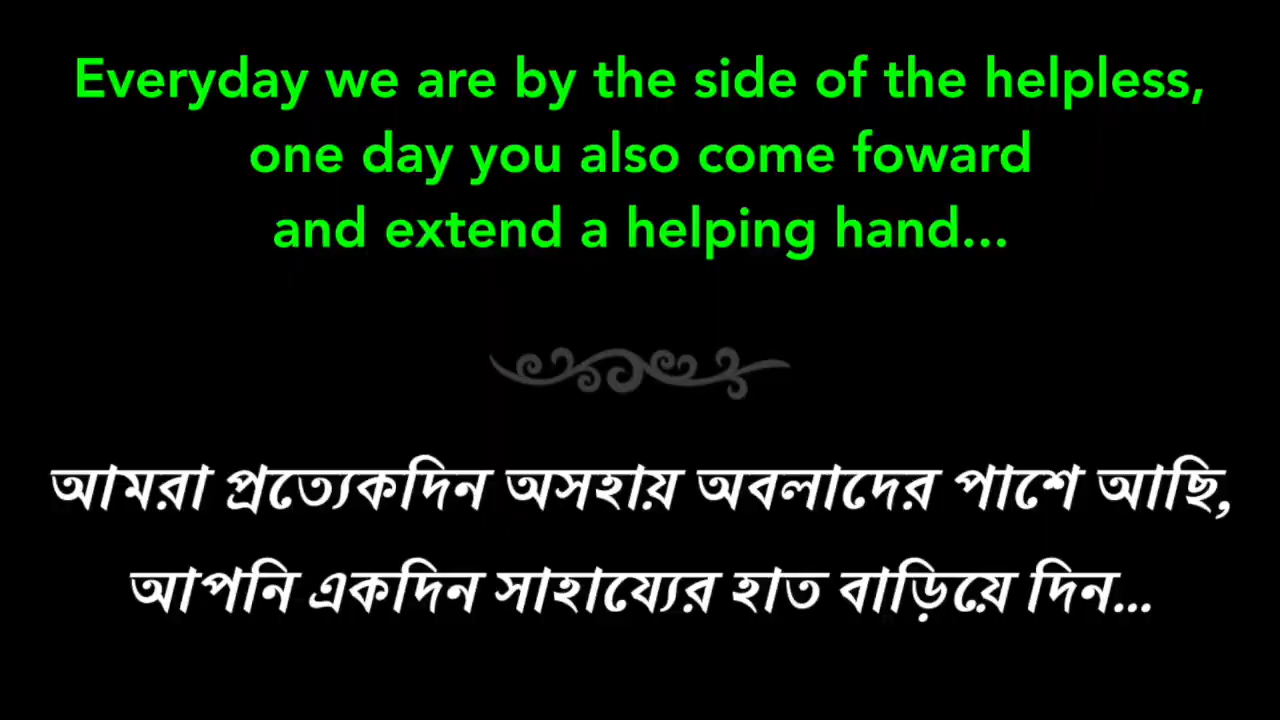 Everyday we are by the side of the helpless,
one day you also come foward
and extend a helping hand...
আমরা প্রত্যেকদিন অসহায় অবলাদের পাশে আছি,
আপনি একদিন সাহায্যের হাত বাড়িয়ে দিন...